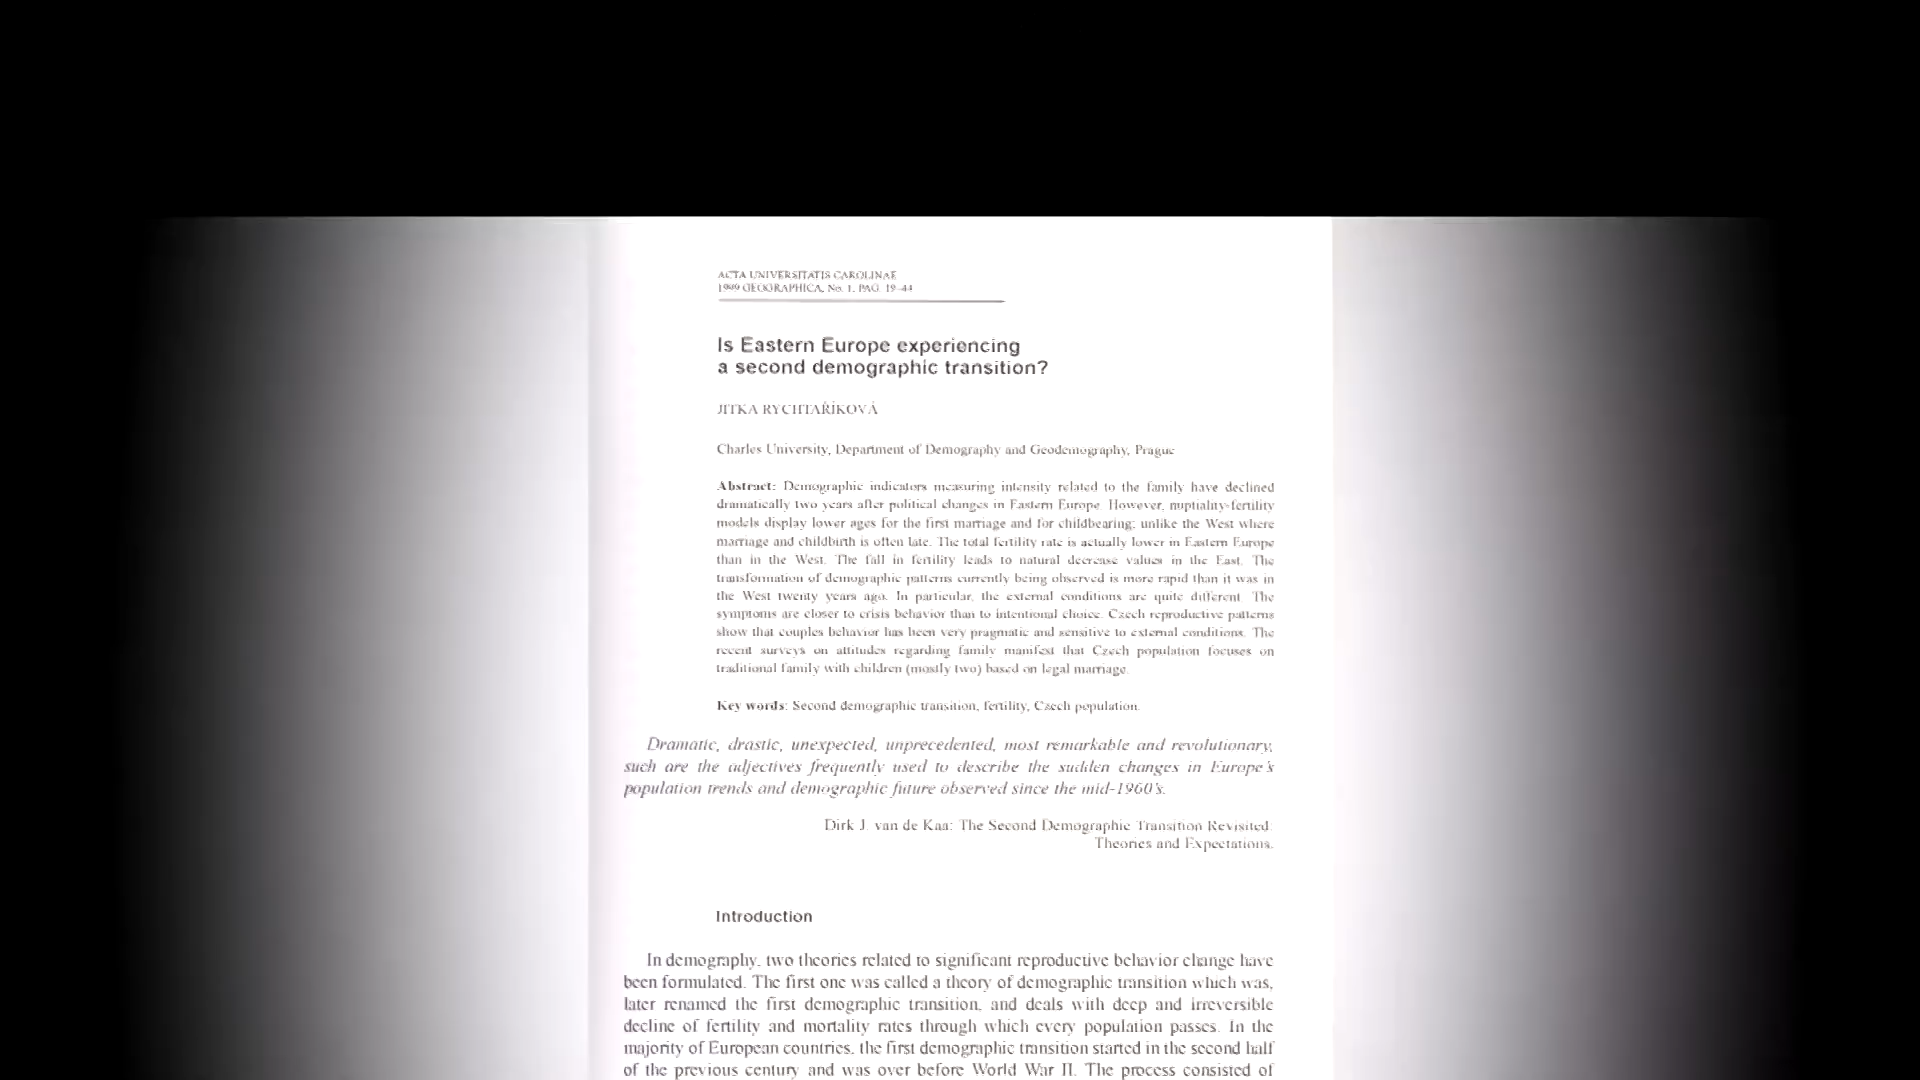 ACTA UNIVERSITATIS CAROLINAE
1999 GEOGRAPHICA, No. 1, PAG. 19–44
Is Eastern Europe experiencing
a second demographic transition?
JITKA RYCHTAŘÍKOVÁ
Charles University, Department of Demography and Geodemography, Prague
Abstract: Demographic indicators measuring intensity related to the family have declined
dramatically two years after political changes in Eastern Europe. However, nuptiality-fertility
models display lower ages for the first marriage and for childbearing; unlike the West where
marriage and childbirth is often late. The total fertility rate is actually lower in Eastern Europe
than in the West. The fall in fertility leads to natural decrease values in the East. The
transformation of demographic patterns currently being observed is more rapid than it was in
the West twenty years ago. In particular, the external conditions are quite different. The
symptoms are closer to crisis behavior than to intentional choice. Czech reproductive patterns
show that couples behavior has been very pragmatic and sensitive to external conditions. The
recent surveys on attitudes regarding family manifest that Czech population focuses on
traditional family with children (mostly two) based on legal marriage.
Key words: Second demographic transition, fertility, Czech population.
Dramatic, drastic, unexpected, unprecedented, most remarkable and revolutionary,
such are the adjectives frequently used to describe the sudden changes in Europe's
population trends and demographic future observed since the mid-1960's.
Dirk J. van de Kaa: The Second Demographic Transition Revisited:
Theories and Expectations.
Introduction
In demography, two theories related to significant reproductive behavior change have
been formulated. The first one was called a theory of demographic transition which was,
later renamed the first demographic transition, and deals with deep and irreversible
decline of fertility and mortality rates through which every population passes. In the
majority of European countries, the first demographic transition started in the second half
of the previous century and was over before World War II. The process consisted of